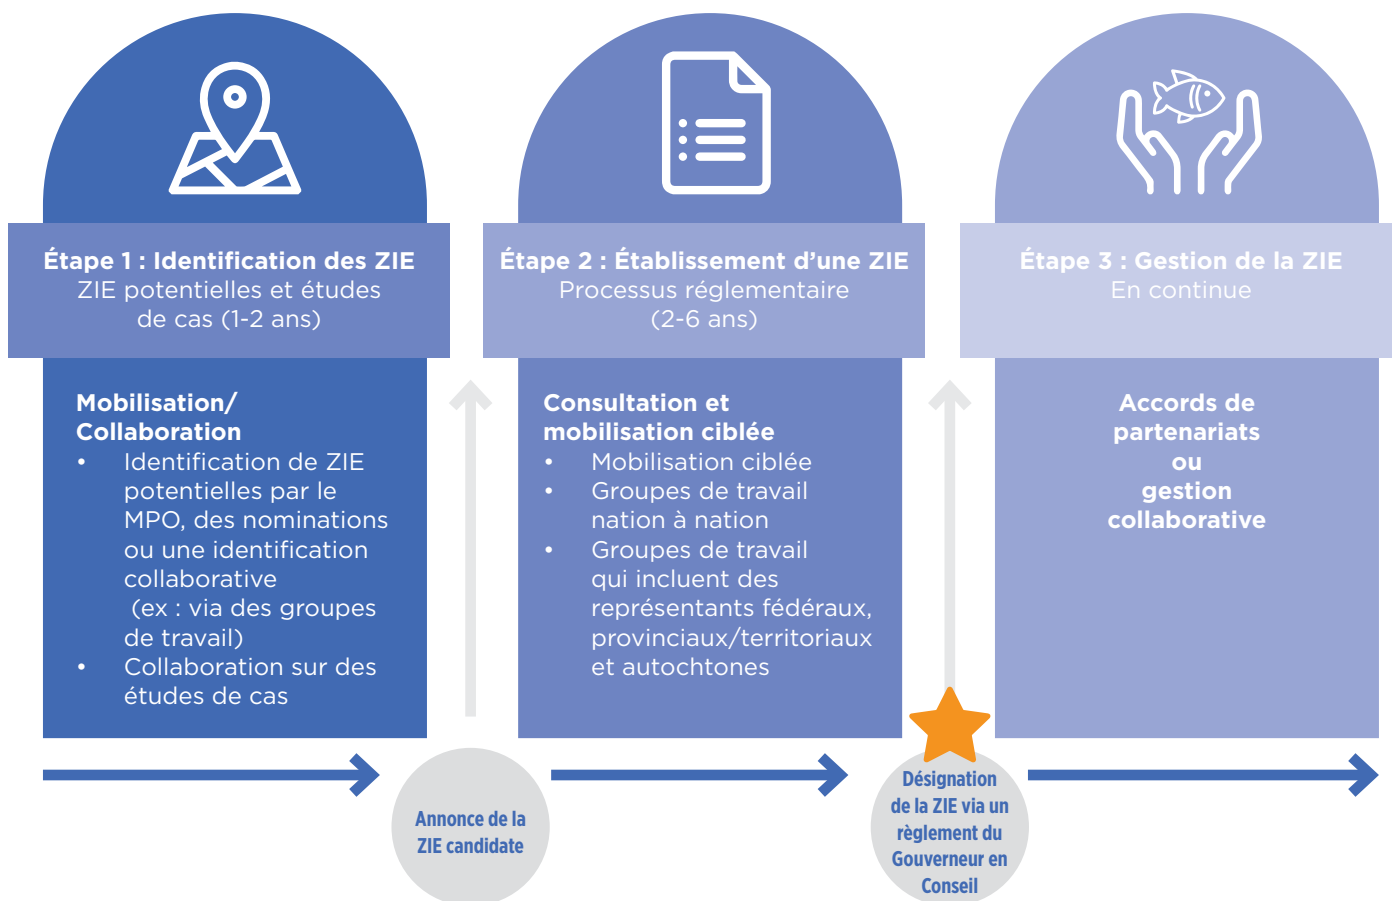 Étape 1 : Identification des ZIE
ZIE potentielles et études
de cas (1-2 ans)
Mobilisation/
Collaboration
• Identification de ZIE
potentielles par le
MPO, des nominations
ou une identification
collaborative
(ex : via des groupes
de travail)
• Collaboration sur des
études de cas
Annonce de la
ZIE candidate
Étape 2 : Établissement d’une ZIE
Processus réglementaire
(2-6 ans)
Consultation et
mobilisation ciblée
• Mobilisation ciblée
• Groupes de travail
nation à nation
• Groupes de travail
qui incluent des
représentants fédéraux,
provinciaux/territoriaux
et autochtones
Désignation
de la ZIE via un
règlement du
Gouverneur en
Conseil
Étape 3 : Gestion de la ZIE
En continue
Accords de
partenariats
ou
gestion
collaborative